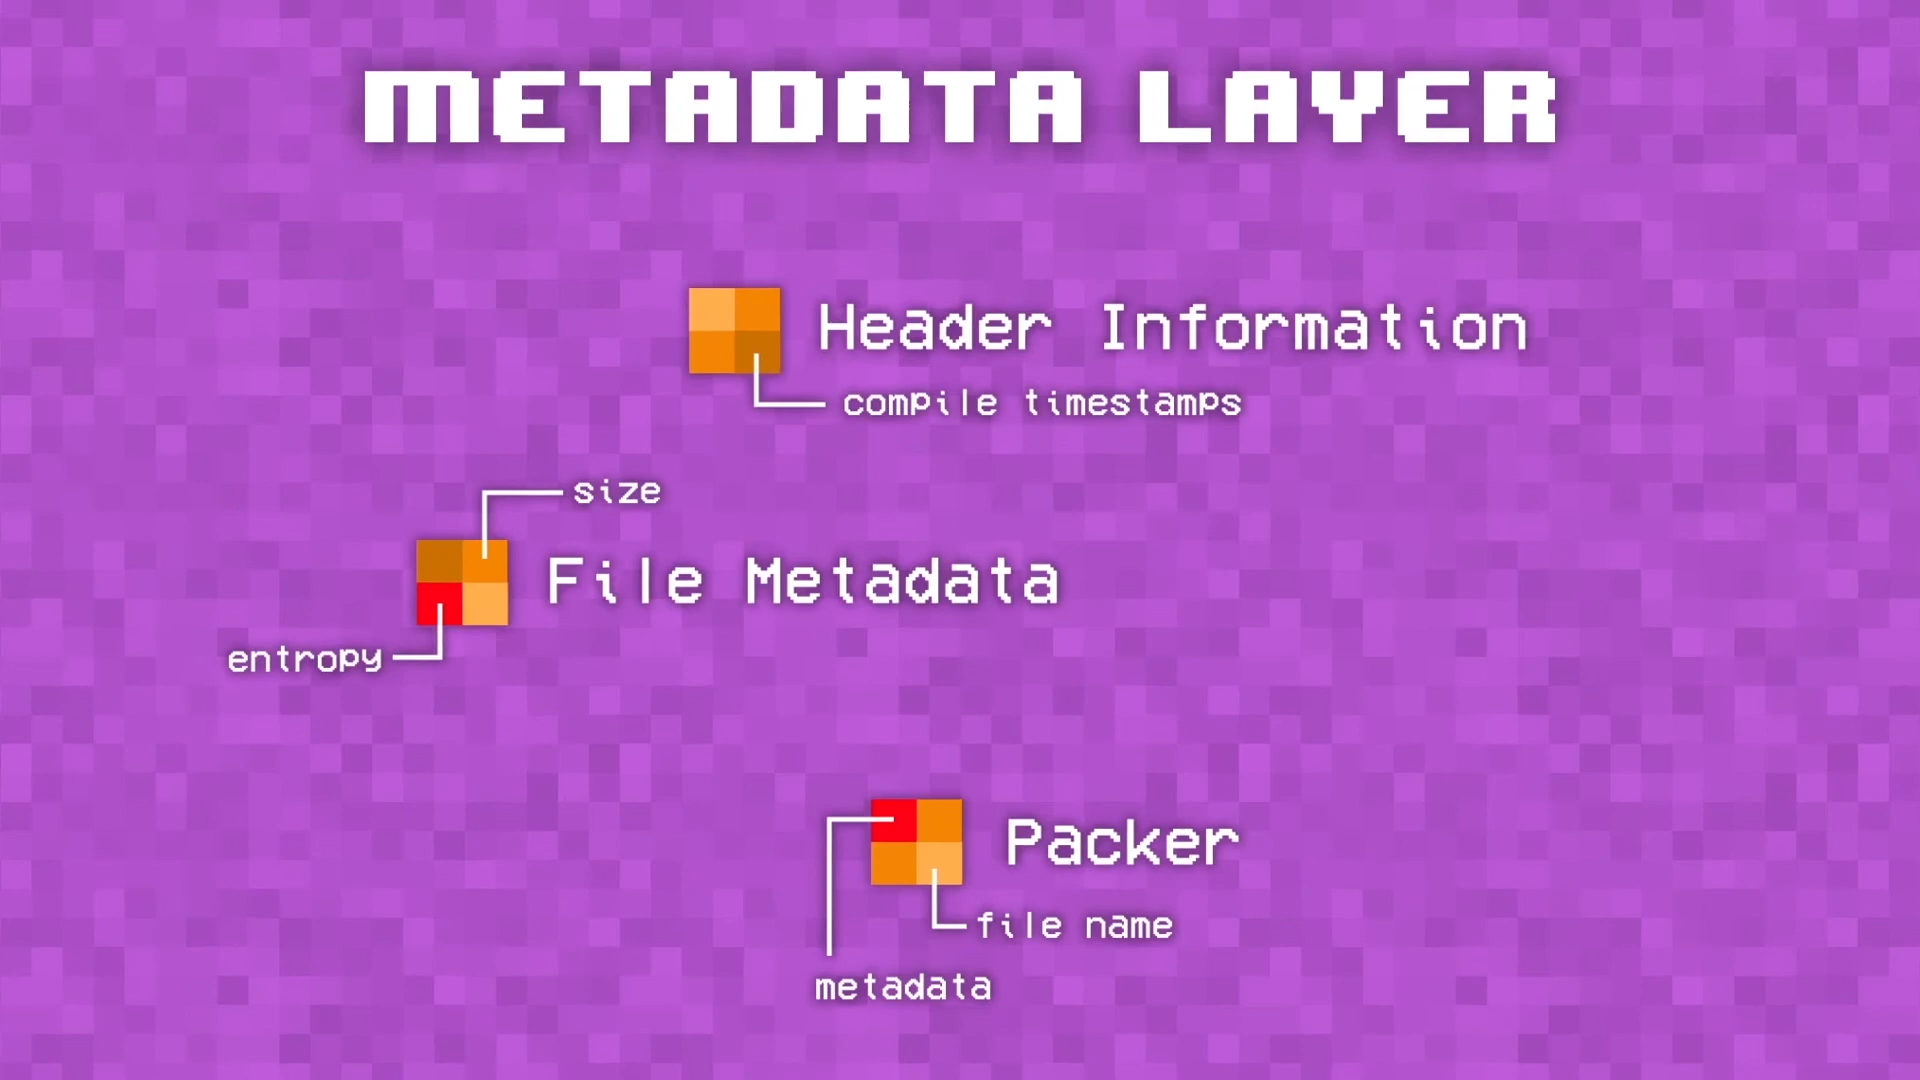 METADATA LAYER
Header Information
compile timestamps
size
File Metadata
entropy
Packer
file name
metadata